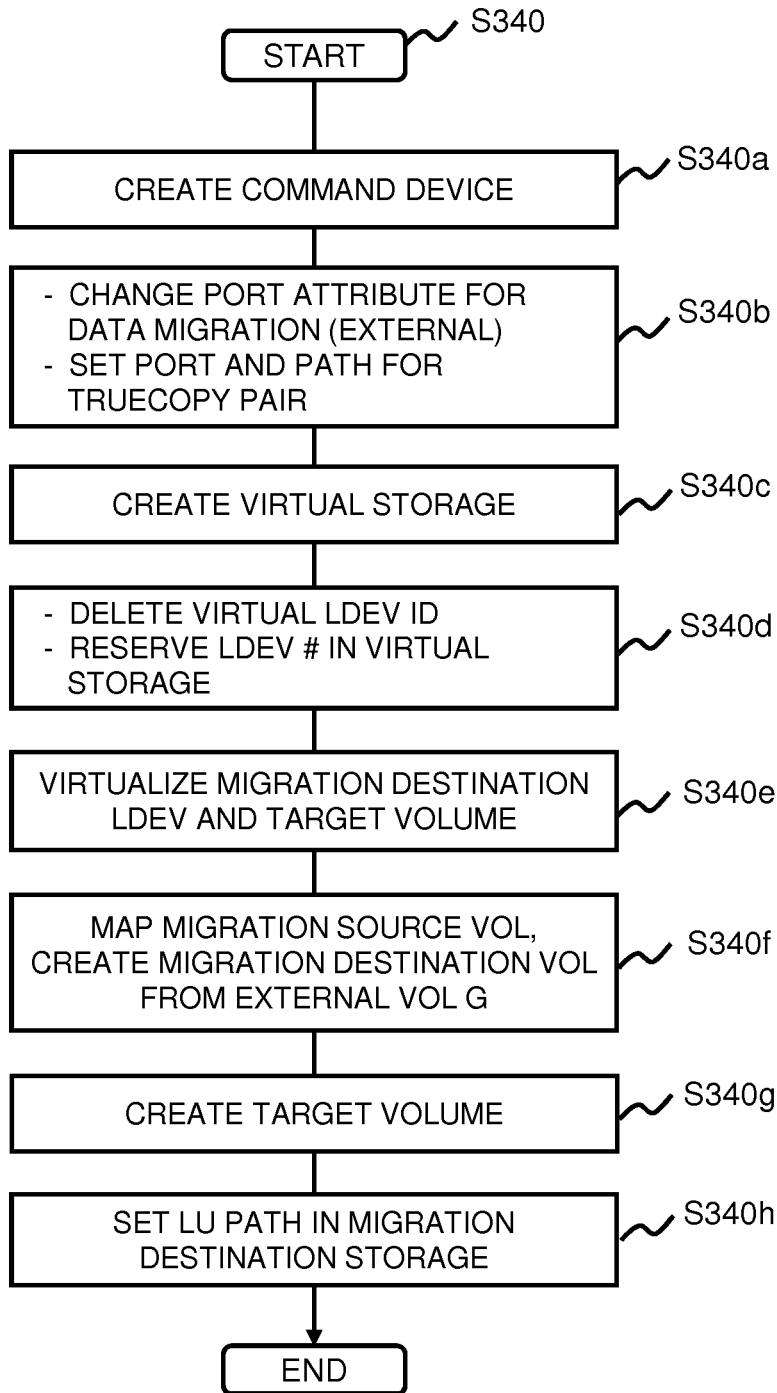 START
S340
CREATE COMMAND DEVICE
S340a
- CHANGE PORT ATTRIBUTE FOR
DATA MIGRATION (EXTERNAL)
- SET PORT AND PATH FOR
TRUECOPY PAIR
S340b
CREATE VIRTUAL STORAGE
S340c
- DELETE VIRTUAL LDEV ID
- RESERVE LDEV # IN VIRTUAL
STORAGE
S340d
VIRTUALIZE MIGRATION DESTINATION
LDEV AND TARGET VOLUME
S340e
MAP MIGRATION SOURCE VOL,
CREATE MIGRATION DESTINATION VOL
FROM EXTERNAL VOL G
S340f
CREATE TARGET VOLUME
S340g
SET LU PATH IN MIGRATION
DESTINATION STORAGE
S340h
END